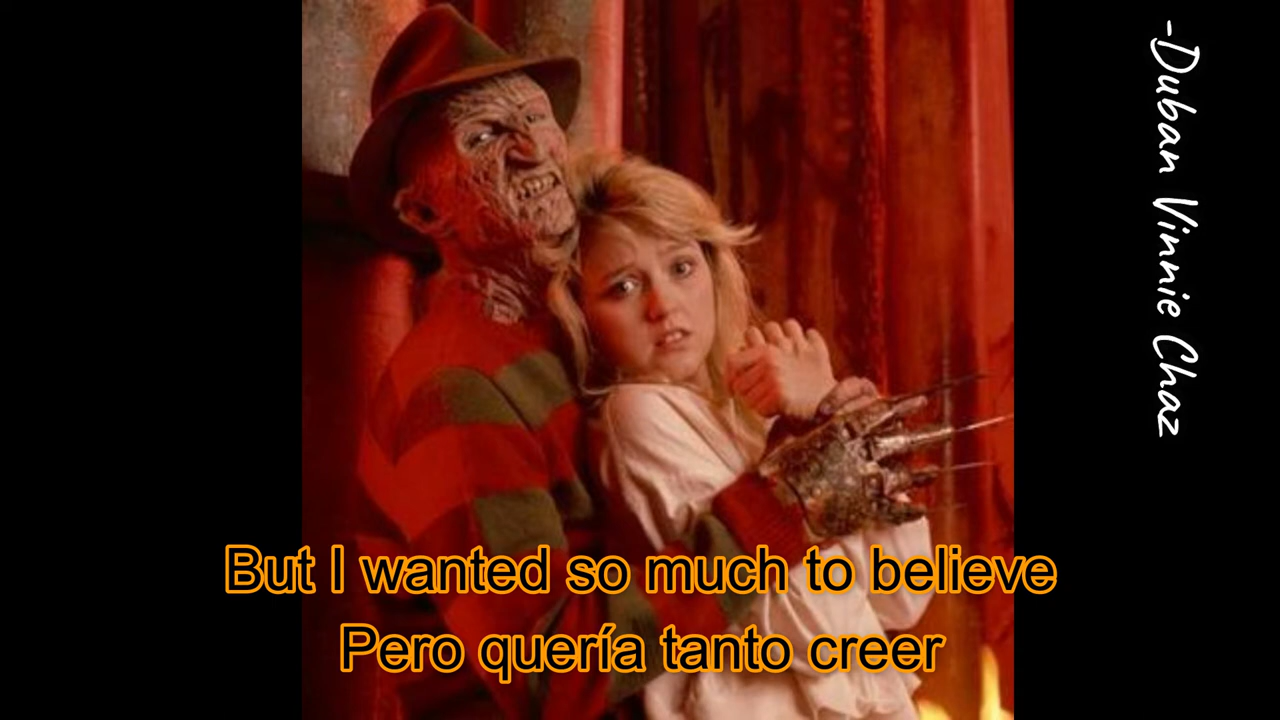 But I wanted so much to believe
Pero quería tanto creer
-Duban Vinnie Chaz